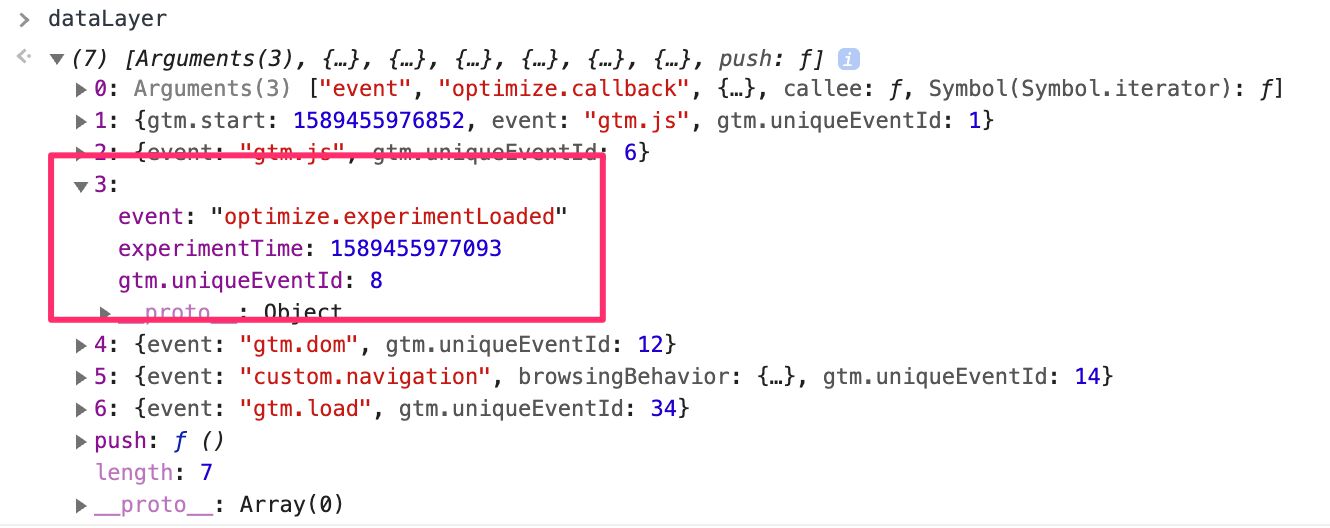 > dataLayer
(7) [Arguments(3), {…}, {…}, {…}, {…}, {…}, {…}, push: ƒ] i
0: Arguments(3) ["event", "optimize.callback", {…}, callee: ƒ, Symbol(Symbol.iterator): ƒ]
1: {gtm.start: 1589455976852, event: "gtm.js", gtm.uniqueEventId: 1}
2: {event: "gtm.js", gtm.uniqueEventId: 6}
3:
event: "optimize.experimentLoaded"
experimentTime: 1589455977093
gtm.uniqueEventId: 8
__proto__: Object
4: {event: "gtm.dom", gtm.uniqueEventId: 12}
5: {event: "custom.navigation", browsingBehavior: {…}, gtm.uniqueEventId: 14}
6: {event: "gtm.load", gtm.uniqueEventId: 34}
push: ƒ ()
length: 7
__proto__: Array(0)